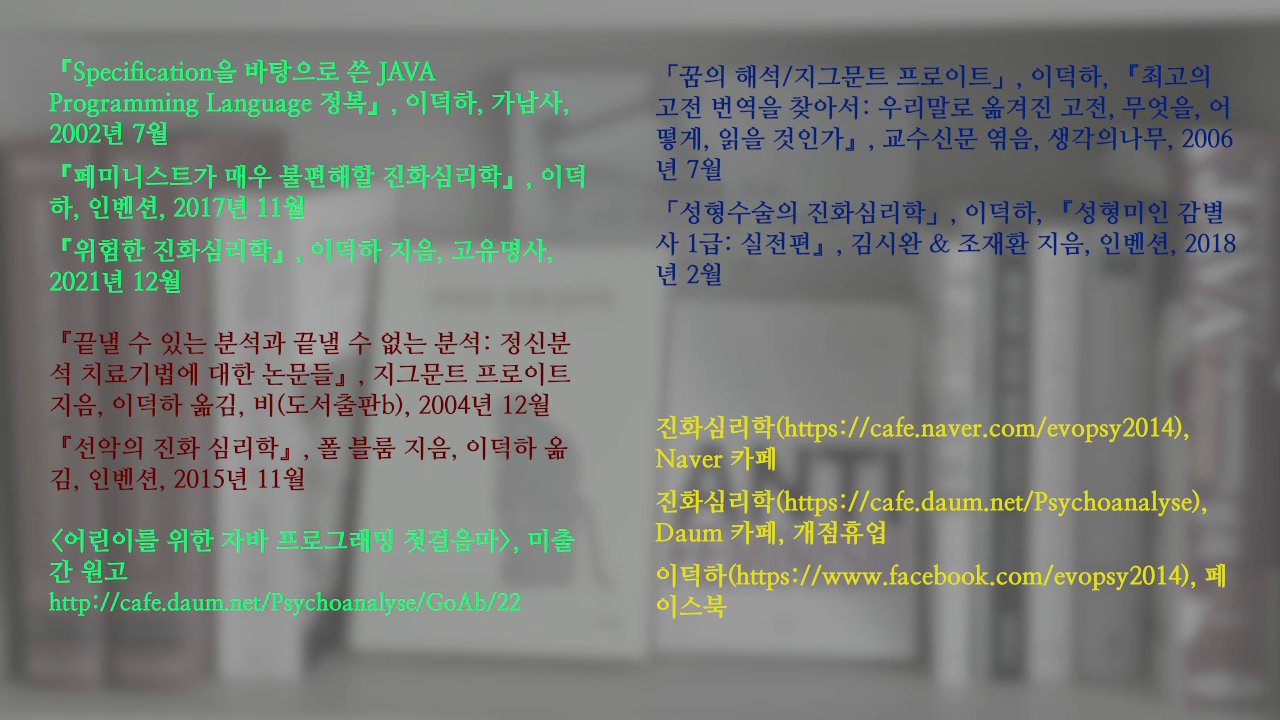 『Specification을 바탕으로 쓴 JAVA
Programming Language 정복』, 이덕하, 가남사,
2002년 7월
『페미니스트가 매우 불편해할 진화심리학』, 이덕
하, 인벤션, 2017년 11월
『위험한 진화심리학』, 이덕하 지음, 고유명사,
2021년 12월
『끝낼 수 있는 분석과 끝낼 수 없는 분석: 정신분
석 치료기법에 대한 논문들』, 지그문트 프로이트
지음, 이덕하 옮김, 비(도서출판b), 2004년 12월
『선악의 진화 심리학』, 폴 블룸 지음, 이덕하 옮
김, 인벤션, 2015년 11월
<어린이를 위한 자바 프로그래밍 첫걸음마>, 미출
간 원고
http://cafe.daum.net/Psychoanalyse/GoAb/22
「꿈의 해석/지그문트 프로이트」, 이덕하, 『최고의
고전 번역을 찾아서: 우리말로 옮겨진 고전, 무엇을, 어
떻게, 읽을 것인가』, 교수신문 엮음, 생각의나무, 2006
년 7월
「성형수술의 진화심리학」, 이덕하, 『성형미인 감별
사 1급: 실전편』, 김시완 & 조재환 지음, 인벤션, 2018
년 2월
진화심리학(https://cafe.naver.com/evopsy2014),
Naver 카페
진화심리학(https://cafe.daum.net/Psychoanalyse),
Daum 카페, 개점휴업
이덕하(https://www.facebook.com/evopsy2014), 페
이스북